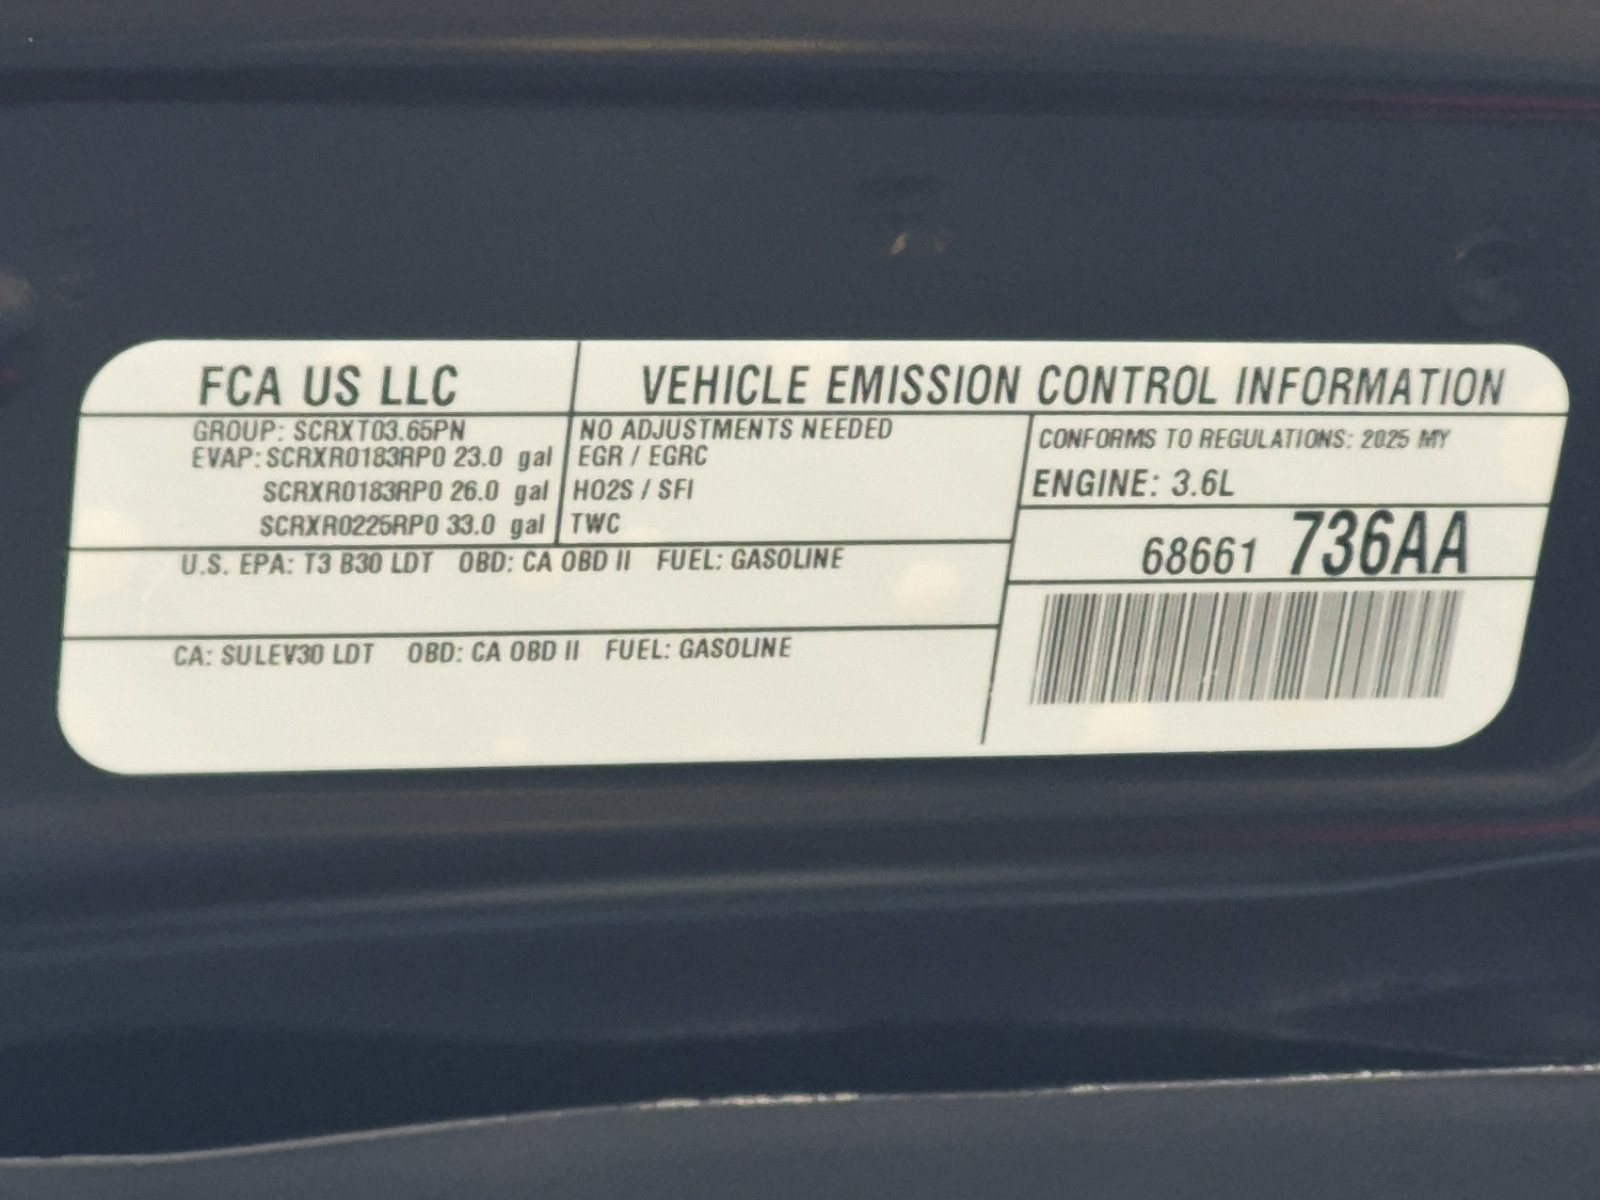 FCA US LLC
VEHICLE EMISSION CONTROL INFORMATION
GROUP: SCRXT03.65PN
EVAP: SCRXR0183RP0 23.0 gal
SCRXR0183RP0 26.0 gal
SCRXR0225RP0 33.0 gal
NO ADJUSTMENTS NEEDED
EGR / EGRC
HO2S / SFI
TWC
CONFORMS TO REGULATIONS: 2025 MY
ENGINE: 3.6L
68661 736AA
U.S. EPA: T3 B30 LDT OBD: CA OBD II FUEL: GASOLINE
CA: SULEV30 LDT OBD: CA OBD II FUEL: GASOLINE